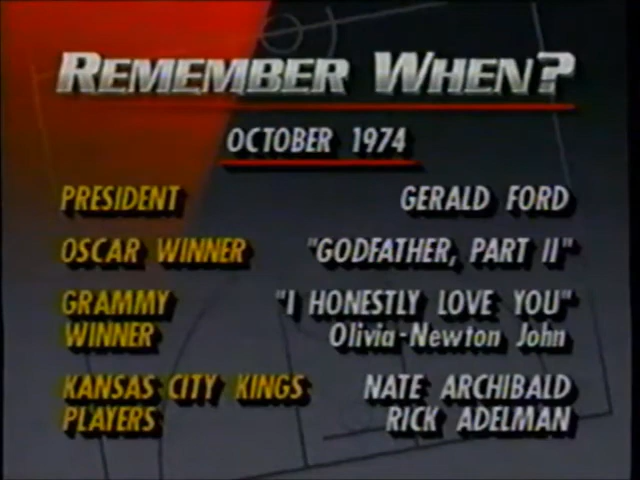 REMEMBER WHEN?
OCTOBER 1974
PRESIDENT GERALD FORD
OSCAR WINNER "GODFATHER, PART II"
GRAMMY "I HONESTLY LOVE YOU"
WINNER Olivia-Newton John
KANSAS CITY KINGS NATE ARCHIBALD
PLAYERS RICK ADELMAN